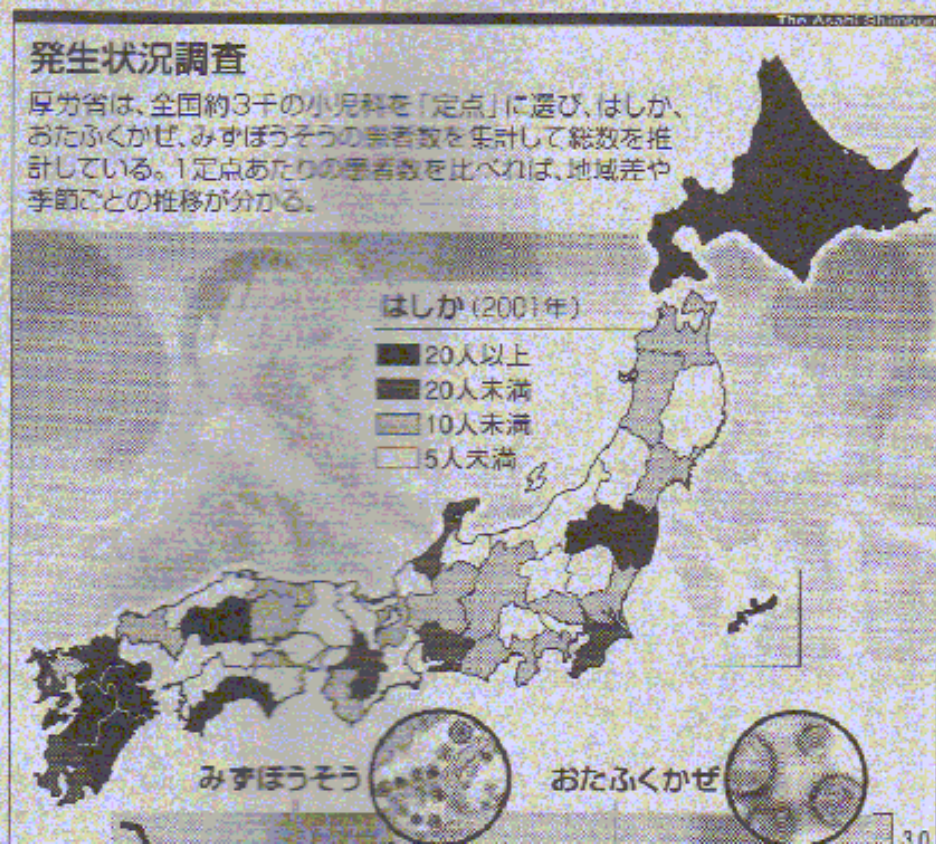 The Asahi Shimbun
発生状況調査
厚労省は、全国約3千の小児科を「定点」に選び、はしか、
おたふくかぜ、みずぼうそうの患者数を集計して総数を推
計している。1定点あたりの患者数を比べれば、地域差や
季節ごとの推移が分かる。
はしか(2001年)
20人以上
20人未満
10人未満
5人未満
みずぼうそう
おたふくかぜ
30